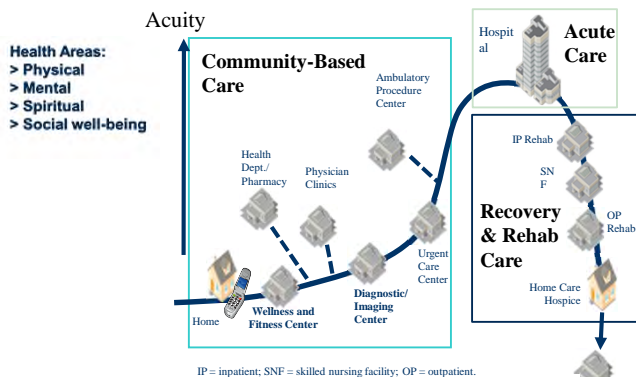 Acuity
Health Areas:
> Physical
> Mental
> Spiritual
> Social well-being
Community-Based
Care
Ambulatory
Procedure
Center
Health
Dept./
Pharmacy
Physician
Clinics
Urgent
Care
Center
Home
Wellness and
Fitness Center
Diagnostic/
Imaging
Center
Hospit
al
Acute
Care
IP Rehab
SN
F
OP
Rehab
Recovery
& Rehab
Care
Home Care
Hospice
IP = inpatient; SNF = skilled nursing facility; OP = outpatient.